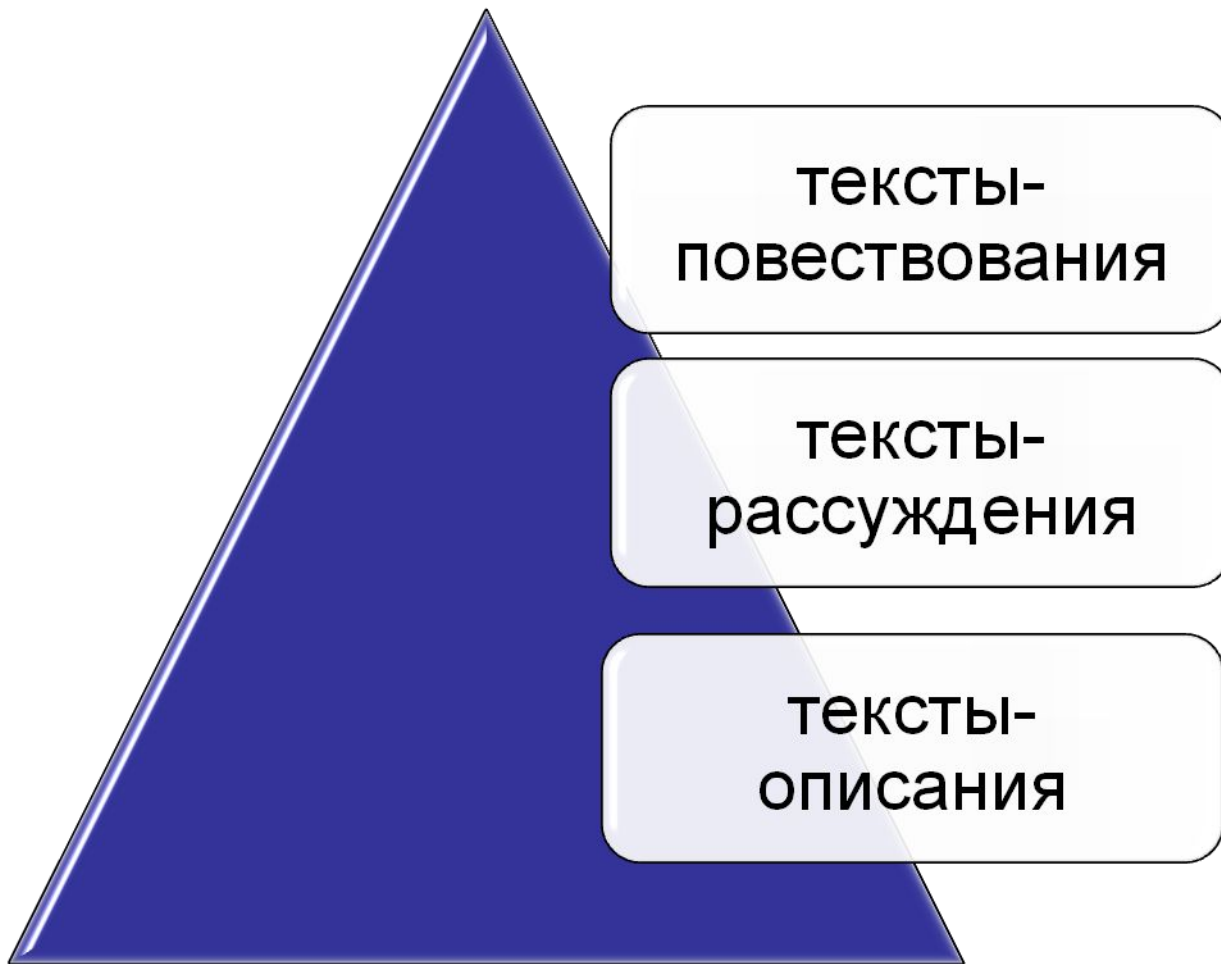 тексты-
повествования
тексты-
рассуждения
тексты-
описания